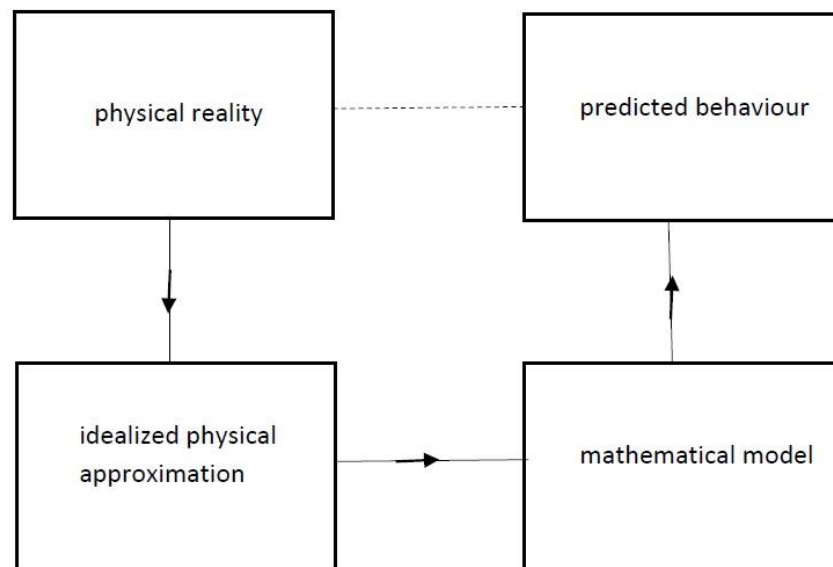 physical reality
predicted behaviour
idealized physical
approximation
mathematical model